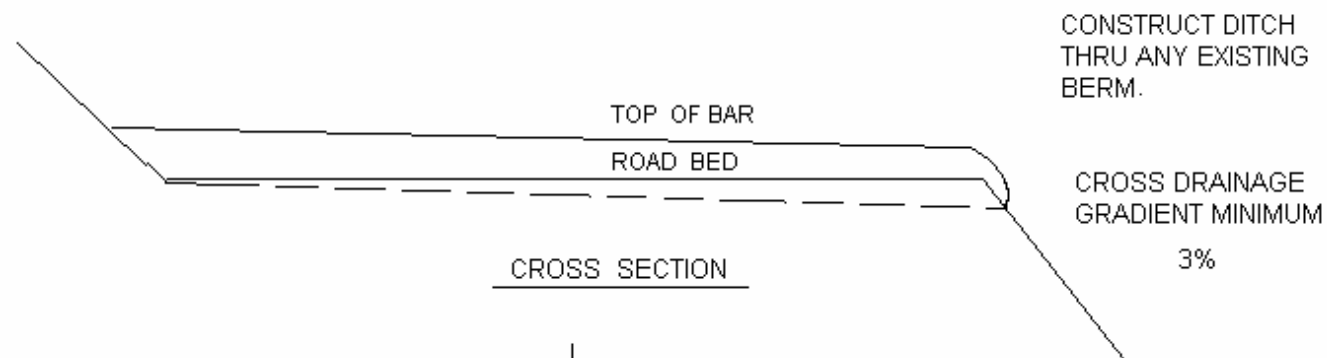 CONSTRUCT DITCH
THRU ANY EXISTING
BERM.
TOP OF BAR
ROAD BED
CROSS DRAINAGE
GRADIENT MINIMUM
3%
CROSS SECTION